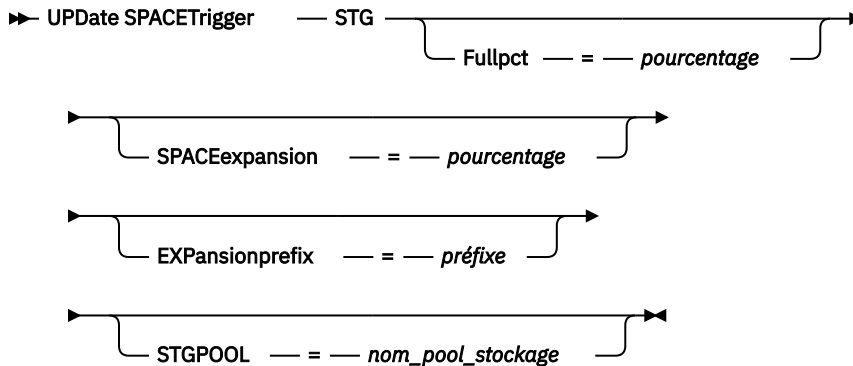 UPDate SPACETrigger STG
Fullpct = pourcentage
SPACEexpansion = pourcentage
EXPansionprefix = préfixe
STGPOOL = nom_pool_stockage